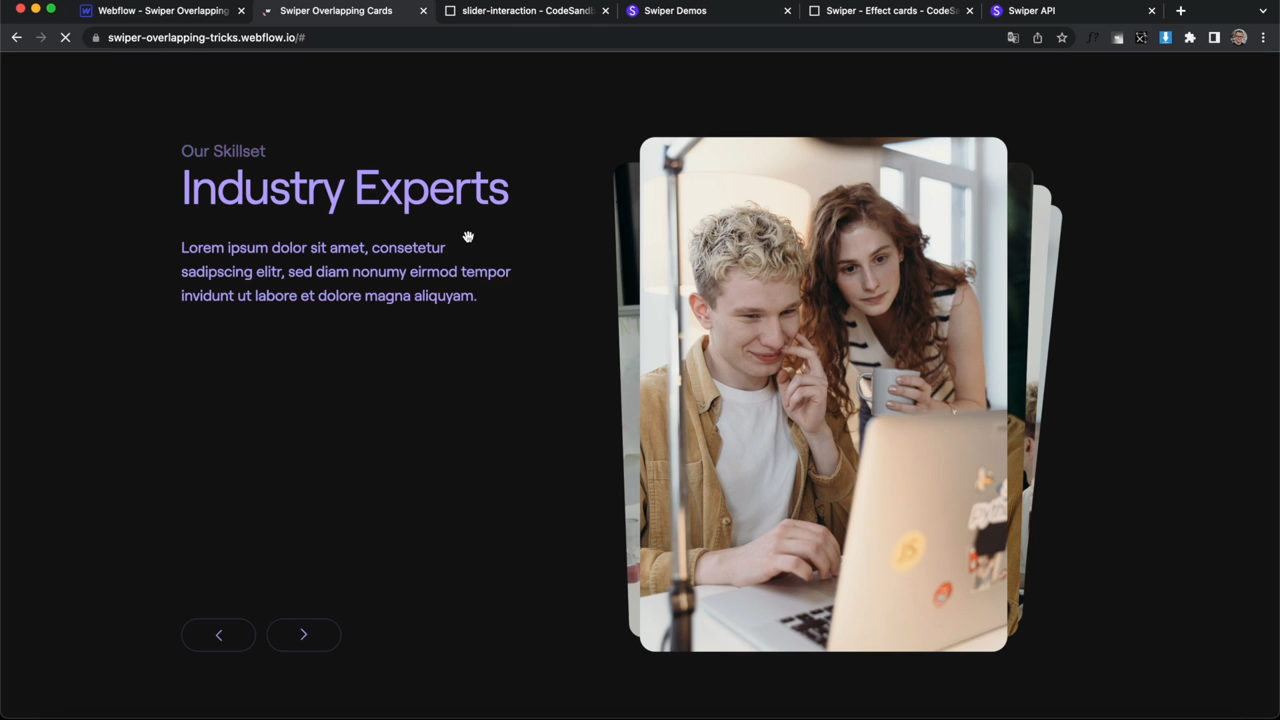 Webflow - Swiper Overlapping
Swiper Overlapping Cards
slider-interaction - CodeSandb
Swiper Demos
Swiper - Effect cards - CodeSa
Swiper API
swiper-overlapping-tricks.webflow.io/#
Our Skillset
Industry Experts
Lorem ipsum dolor sit amet, consetetur
sadipscing elitr, sed diam nonumy eirmod tempor
invidunt ut labore et dolore magna aliquyam.